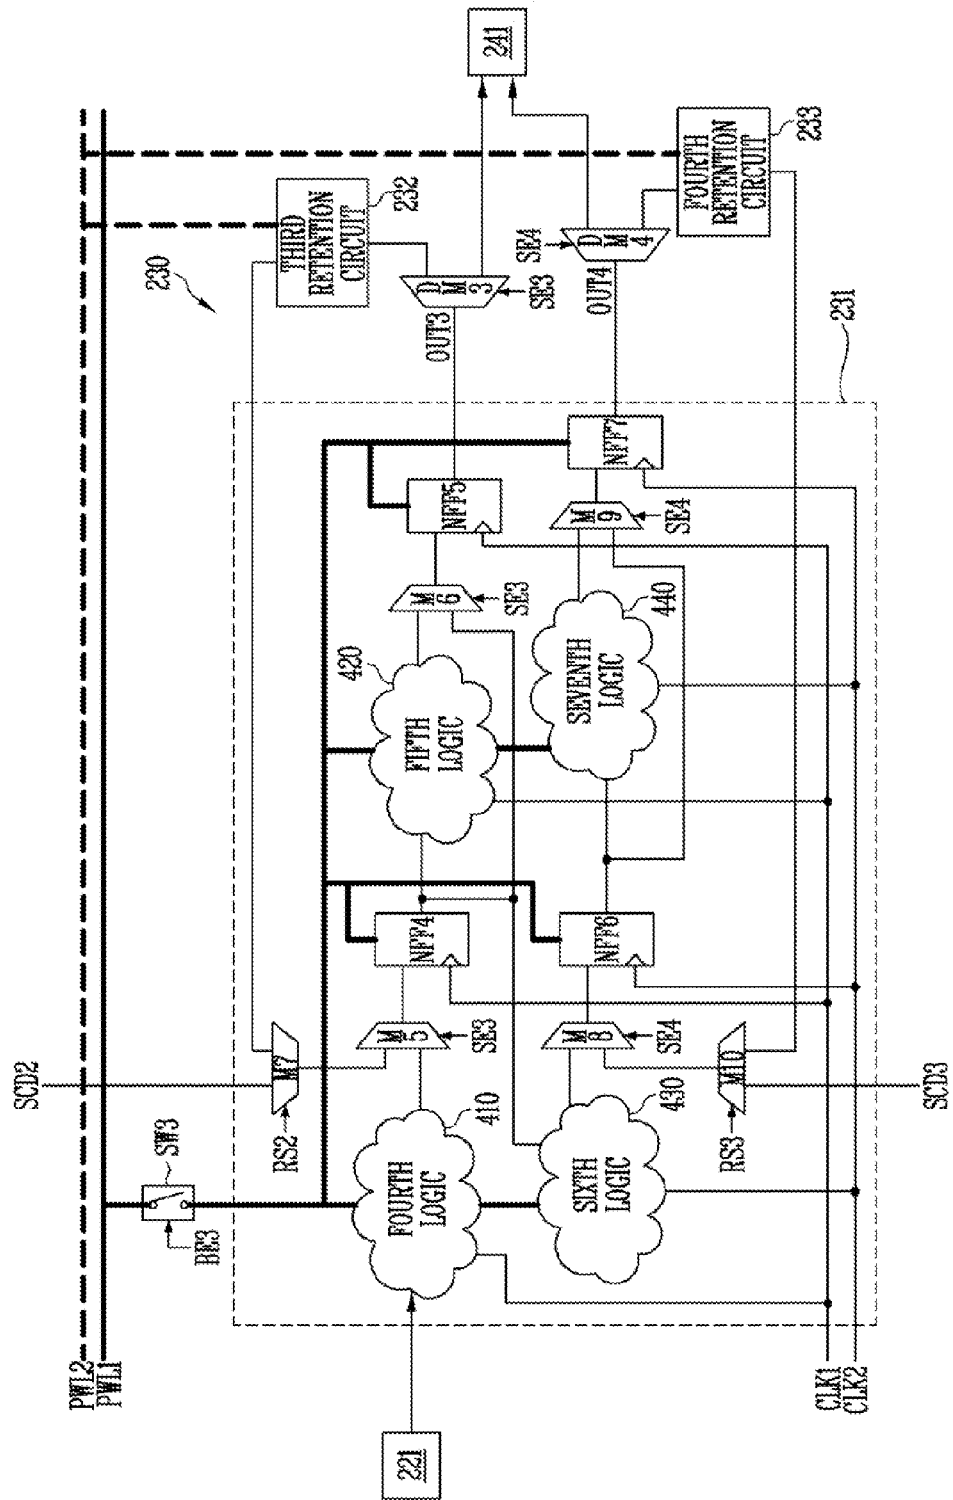 PWL2
PWL1
SCD2
SW3
BE3
RS2
M7
230
THIRD
RETENTION
CIRCUIT
232
241
221
FOURTH
LOGIC
410
M
5
SE3
NFF4
FIFTH
LOGIC
420
M
6
SE3
NFF5
OUT3
D
M
3
SE3
SIXTH
LOGIC
430
M
8
SE4
NFF6
SEVENTH
LOGIC
440
M
9
SE4
NFF7
OUT4
D
M
4
SE4
FOURTH
RETENTION
CIRCUIT
233
RS3
M10
SCD3
231
CLK1
CLK2